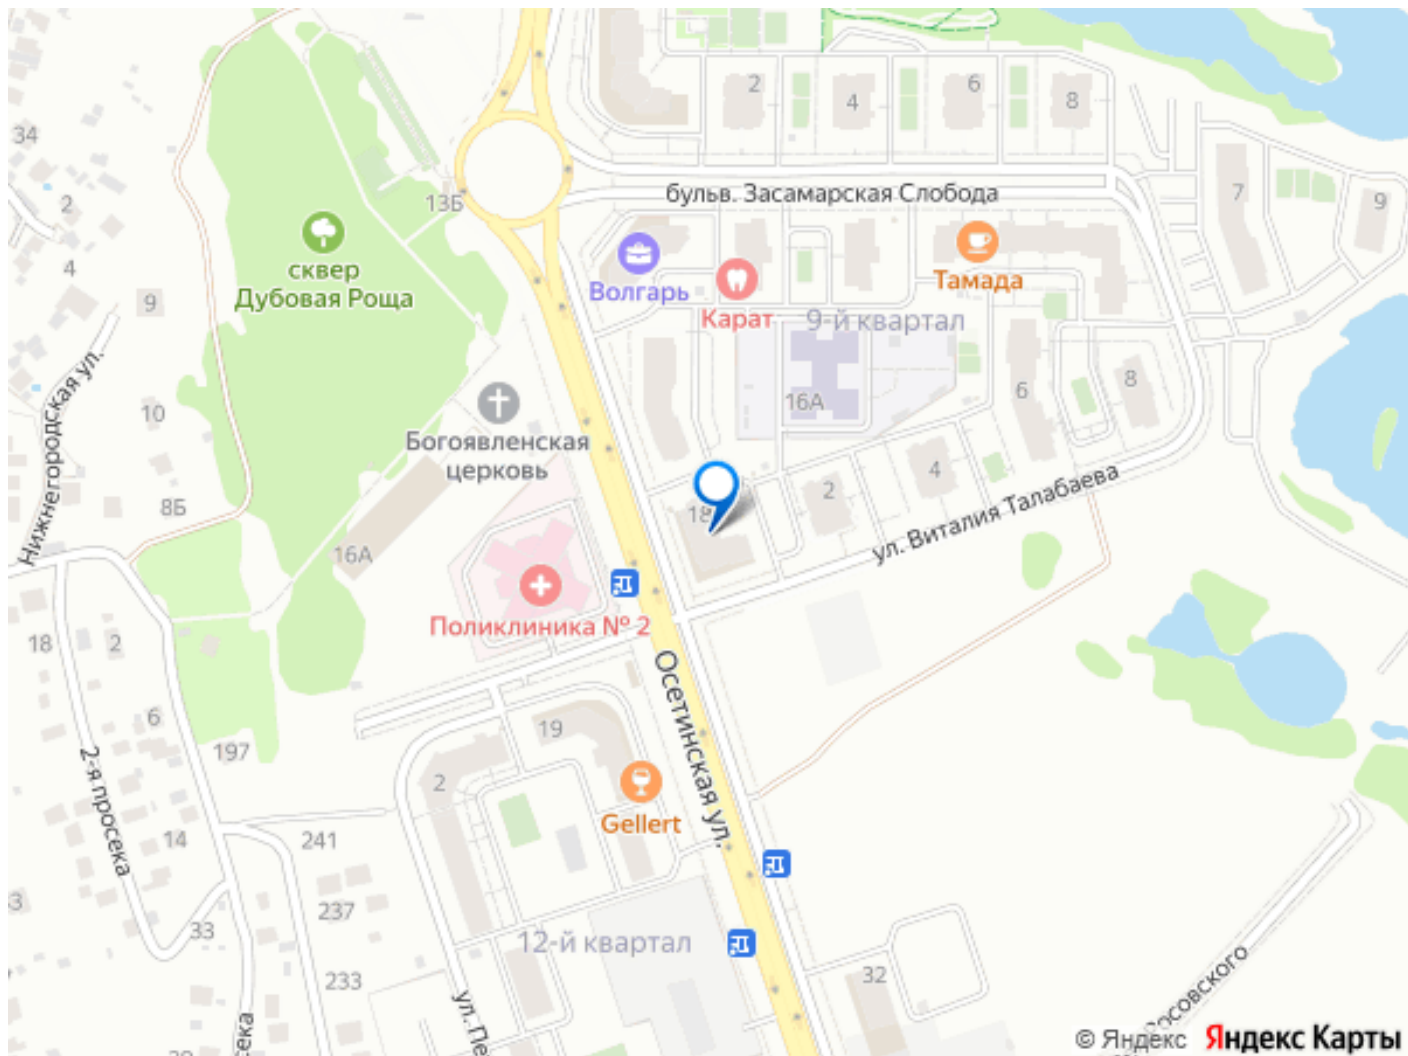 34
2
4
6
8
2
13Б
бульв. Засамарская Слобода
7
9
4
сквер
Дубовая Роща
Волгарь
Карат
Тамада
9-й квартал
9
Нижнегородская ул.
10
8Б
Богоявленская
церковь
16А
6
8
16А
18
2
4
ул. Виталия Талабаева
Поликлиника № 2
18
2
6
197
2-я просека
14
241
237
33
233
19
2
Gellert
Осетинская ул.
12-й квартал
32
© Яндекс
Яндекс Карты